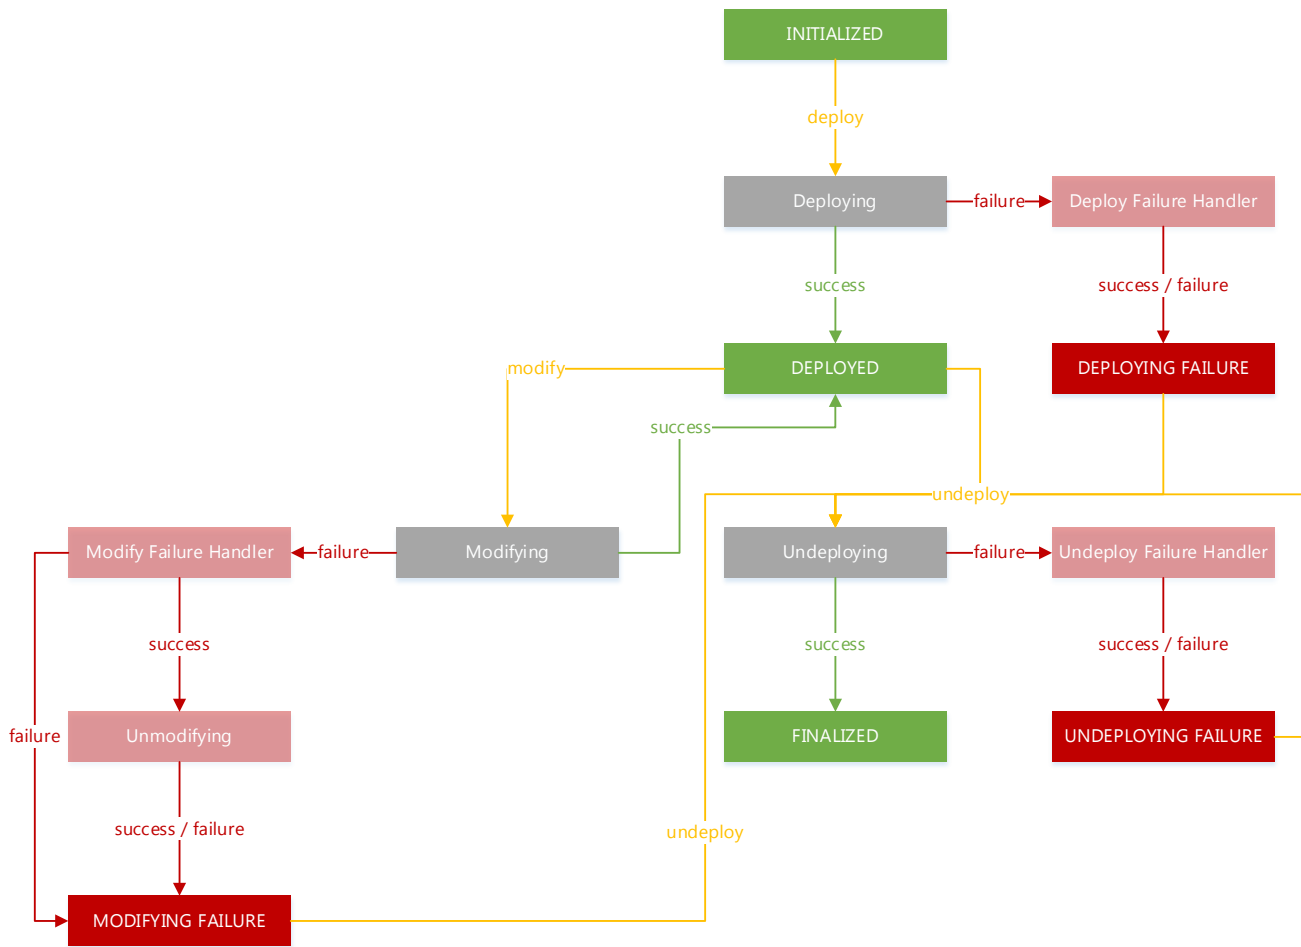 INITIALIZED
deploy
Deploying
failure
Deploy Failure Handler
success
success / failure
modify
DEPLOYED
DEPLOYING FAILURE
success
undeploy
Modify Failure Handler
failure
Modifying
Undeploying
failure
Undeploy Failure Handler
success
success
success / failure
failure
Unmodifying
FINALIZED
UNDEPLOYING FAILURE
success / failure
undeploy
MODIFYING FAILURE